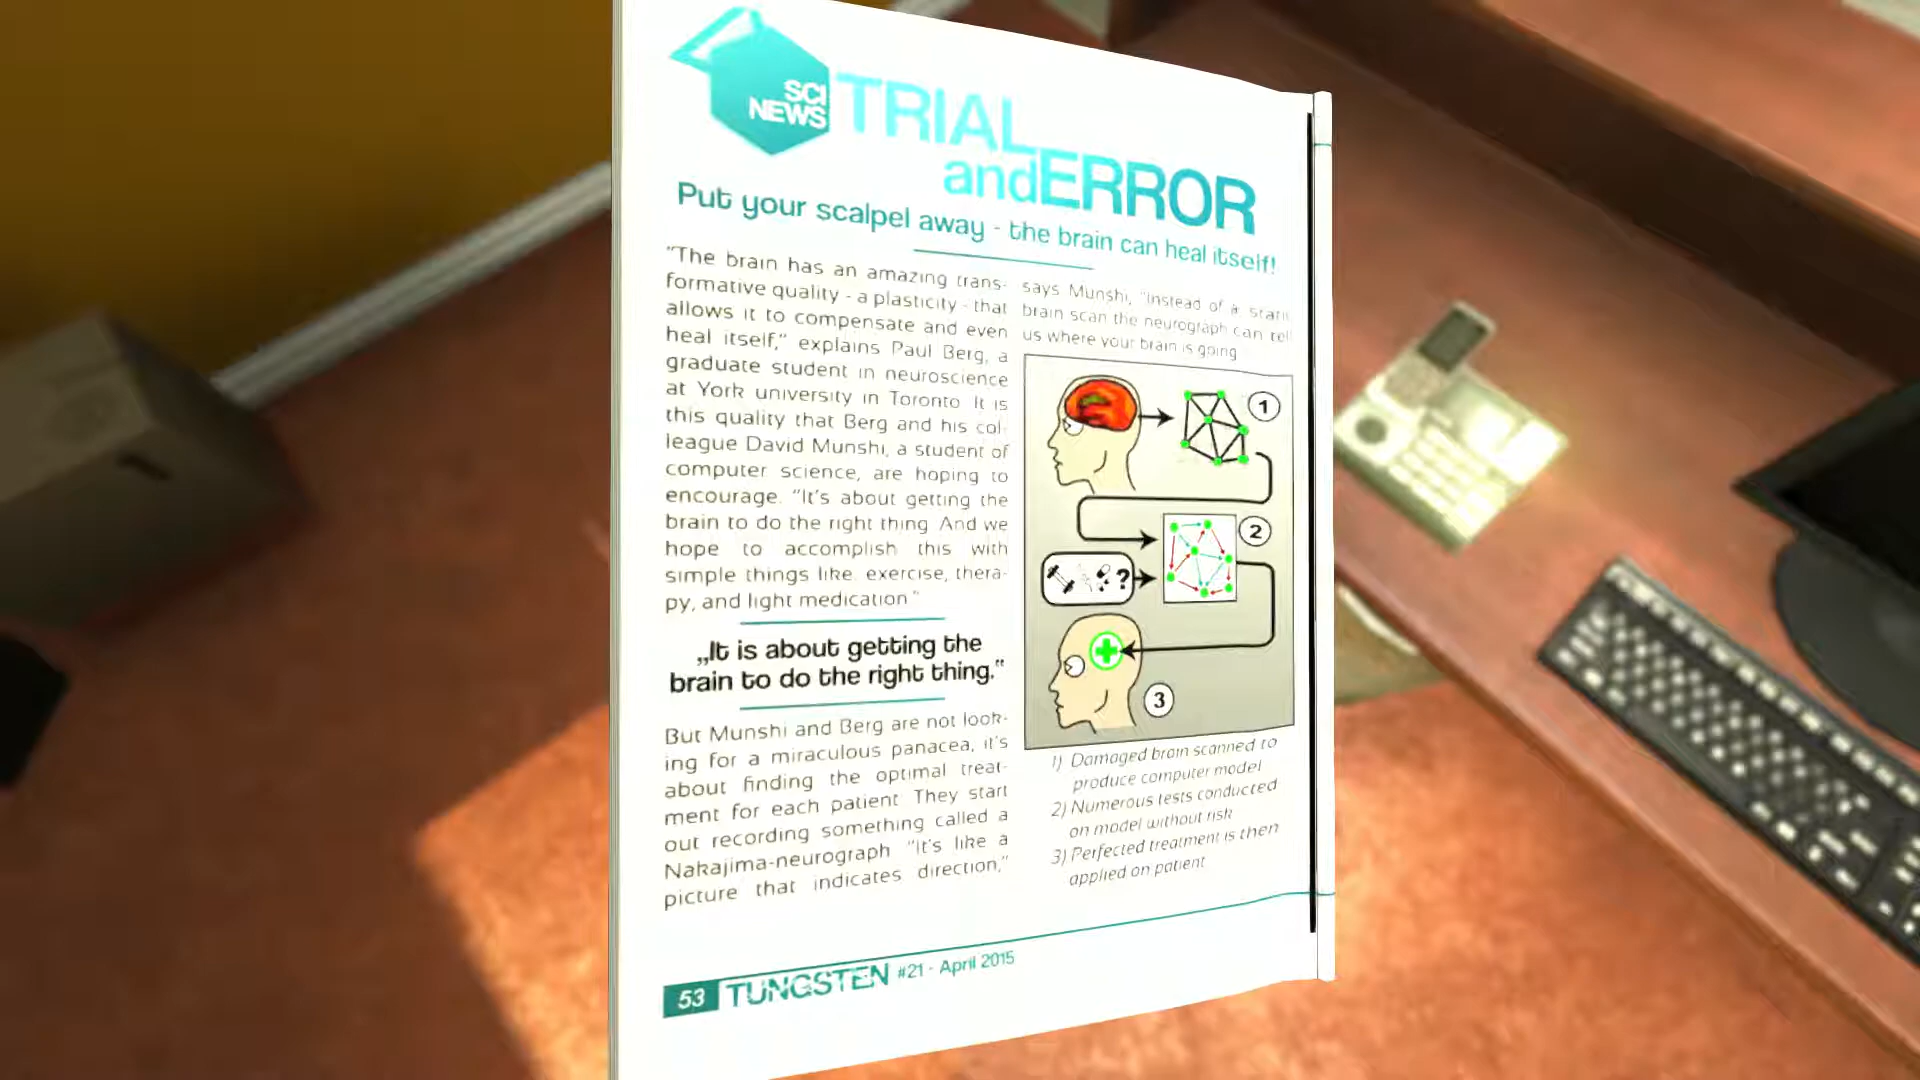 SCI
NEWS
TRIAL
andERROR
Put your scalpel away - the brain can heal itself!
"The brain has an amazing trans-
formative quality - a plasticity - that
allows it to compensate and even
heal itself," explains Paul Berg, a
graduate student in neuroscience
at York university in Toronto. It is
this quality that Berg and his col-
league David Munshi, a student of
computer science, are hoping to
encourage. "It's about getting the
brain to do the right thing. And we
hope to accomplish this with
simple things like: exercise, thera-
py, and light medication."
„It is about getting the
brain to do the right thing."
But Munshi and Berg are not look-
ing for a miraculous panacea, it's
about finding the optimal treat-
ment for each patient. They start
out recording something called a
Nakajima-neurograph. "It's like a
picture that indicates direction,"
says Munshi, "Instead of a static
brain scan the neurograph can tell
us where your brain is going
1
2
?
3
1) Damaged brain scanned to
produce computer model
2) Numerous tests conducted
on model without risk
3) Perfected treatment is then
applied on patient
53 TUNGSTEN #21 - April 2015